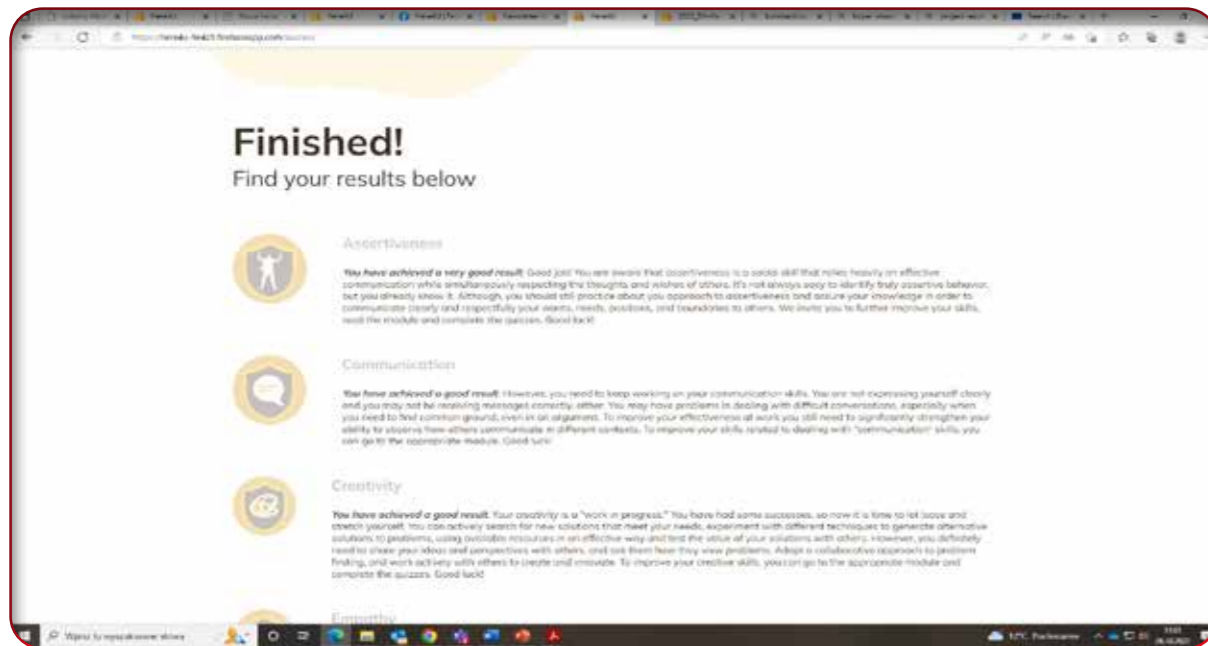 Finished!
Find your results below
Assertiveness
You have achieved a very good result. Good job! You are aware that assertiveness is a social skill that relies heavily on effective
communication while simultaneously respecting the thoughts and wishes of others. It's not always easy to identify truly assertive behavior,
but you already know it. Although, you should still practice about you approach to assertiveness and assure your knowledge in order to
communicate clearly and respectfully your wants, needs, positions, and boundaries to others. We invite you to further improve your skills,
read the module and complete the quizzes. Good luck!
Communication
You have achieved a good result. However, you need to keep working on your communication skills. You are not expressing yourself clearly
and you may not be receiving messages correctly, either. You may have problems in dealing with difficult conversations, especially when
you need to find common ground, even in an argument. To improve your effectiveness at work you still need to significantly strengthen your
ability to observe how others communicate in different contexts. To improve your skills related to dealing with "communication" skills, you
can go to the appropriate module. Good luck!
Creativity
You have achieved a good result. Your creativity is a "work in progress." You have had some successes, so now it is time to let loose and
stretch yourself. You can actively search for new solutions that meet your needs, experiment with different techniques to generate alternative
solutions to problems, using available resources in an effective way and test the value of your solutions with others. However, you definitely
need to share your ideas and perspectives with others, and ask them how they view problems. Adopt a collaborative approach to problem
finding, and work actively with others to create and innovate. To improve your creative skills, you can go to the appropriate module and
complete the quizzes. Good luck!
Empathy
Wpisz tu wyszukiwane słowa